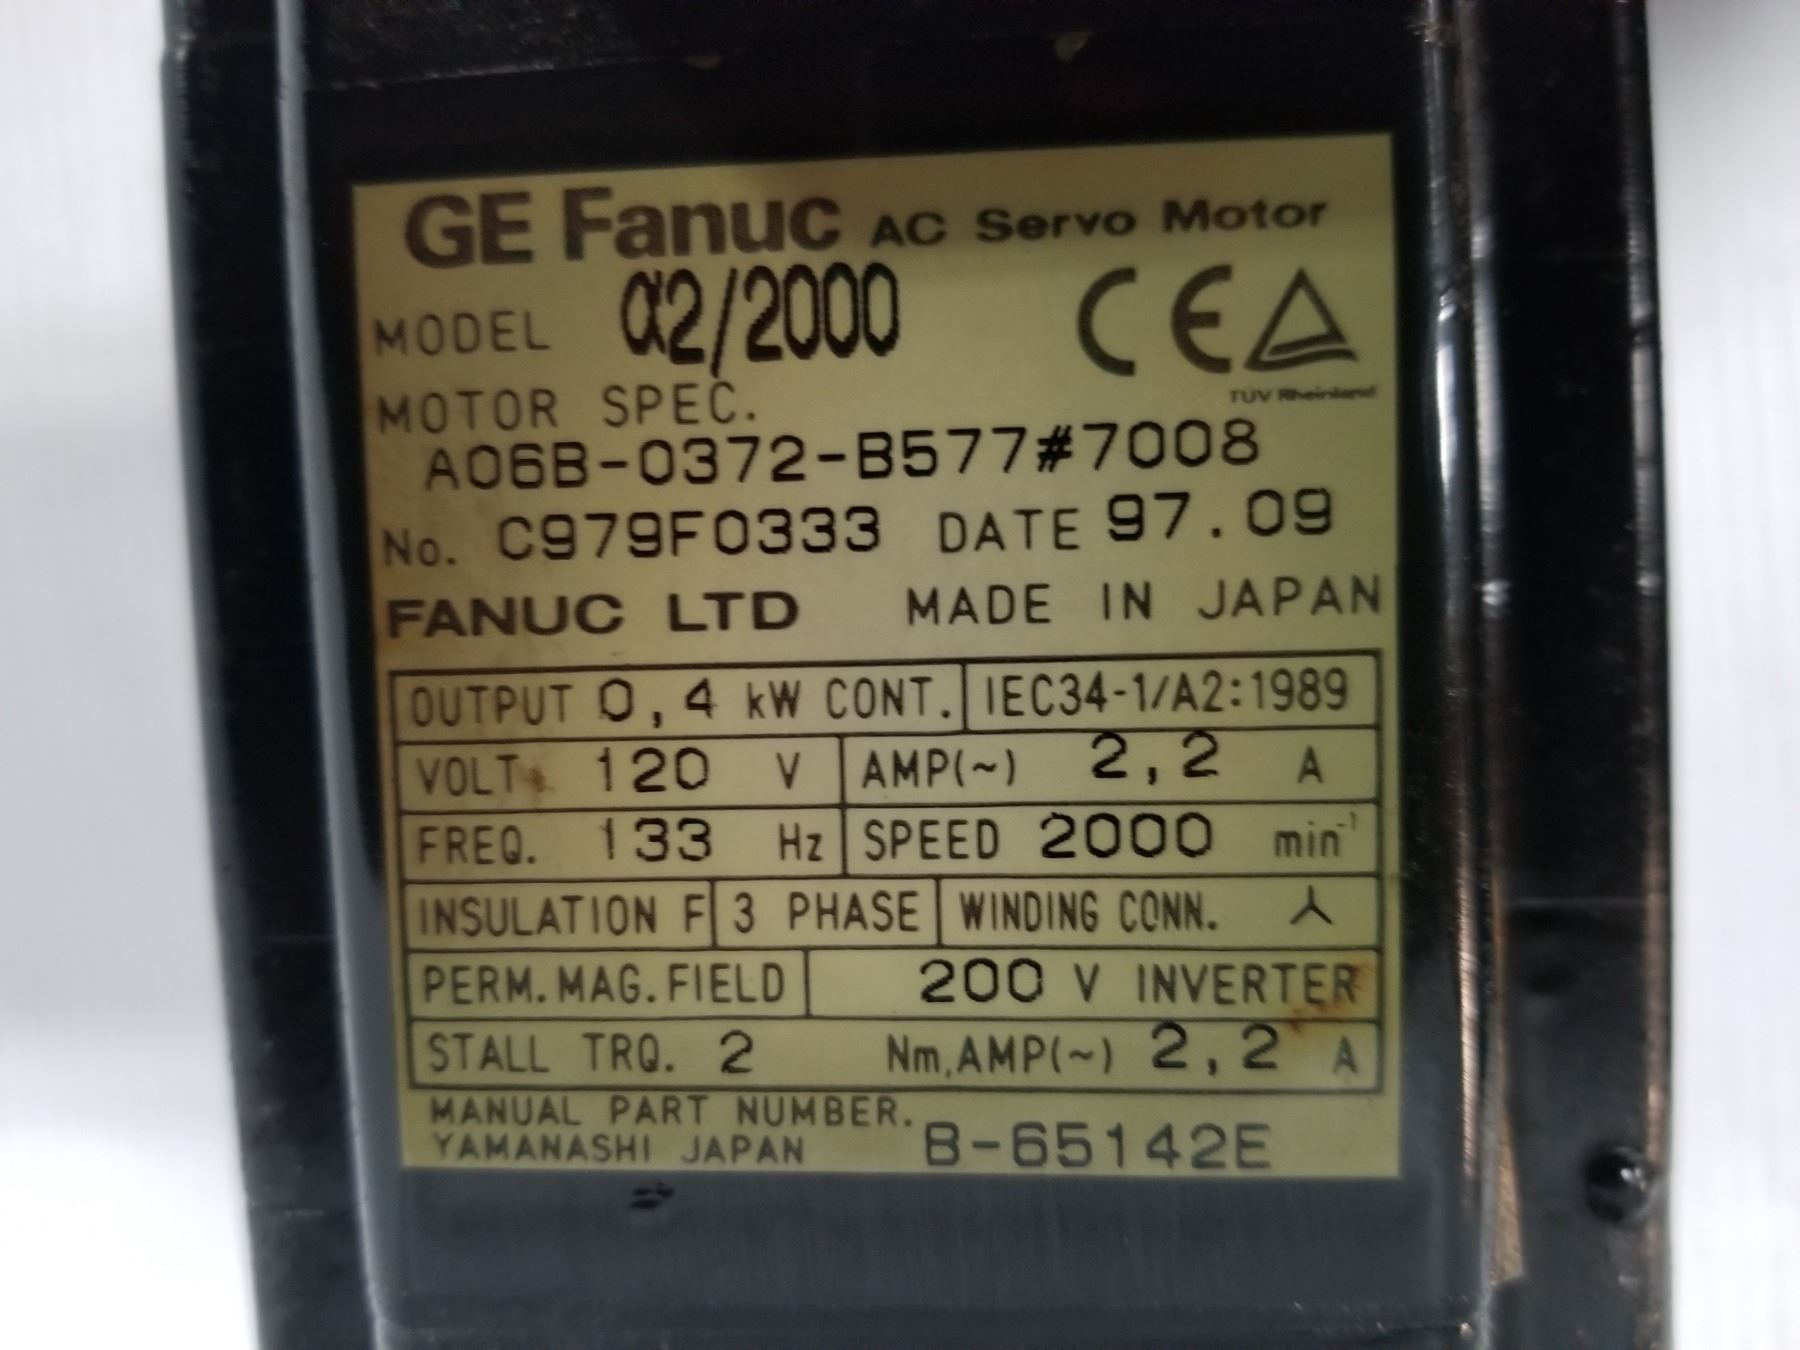 GE Fanuc AC Servo Motor
MODEL α2/2000 CE
TÜV Rheinland
MOTOR SPEC.
A06B-0372-B577#7008
No. C979F0333 DATE 97.09
FANUC LTD MADE IN JAPAN
OUTPUT 0,4 kW CONT. IEC34-1/A2:1989
VOLT. 120 V AMP(~) 2,2 A
FREQ. 133 Hz SPEED 2000 min⁻¹
INSULATION F 3 PHASE WINDING CONN.
PERM.MAG.FIELD 200 V INVERTER
STALL TRQ. 2 Nm,AMP(~) 2,2 A
MANUAL PART NUMBER.
YAMANASHI JAPAN B-65142E